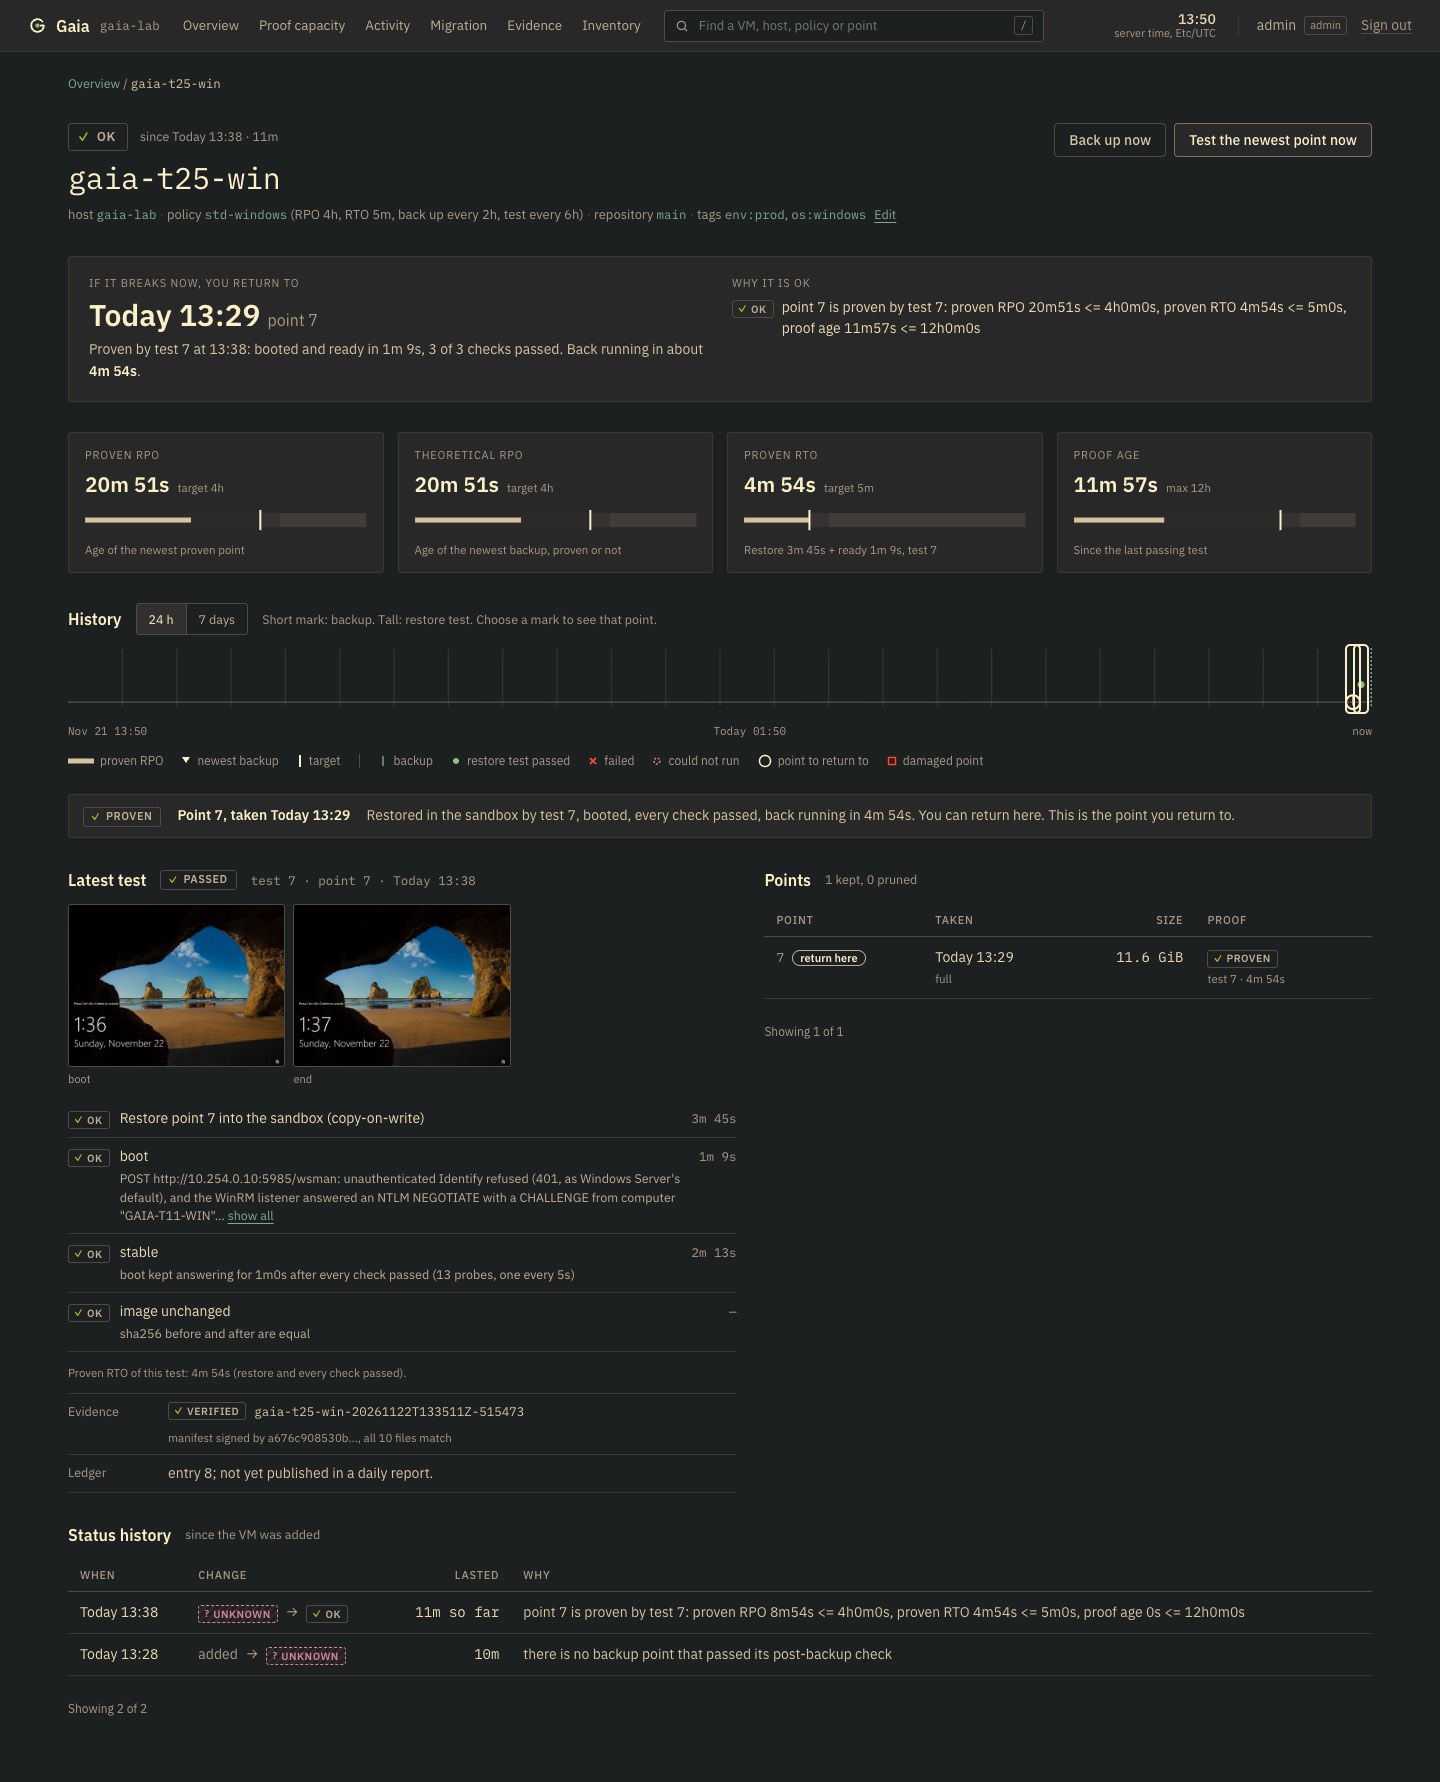 Gaia gaia-lab Overview Proof capacity Activity Migration Evidence Inventory Find a VM, host, policy or point / 13:50 admin admin Sign out
server time, Etc/UTC
Overview / gaia-t25-win
OK since Today 13:38 · 11m Back up now Test the newest point now
gaia-t25-win
host gaia-lab · policy std-windows (RPO 4h, RTO 5m, back up every 2h, test every 6h) · repository main · tags env:prod, os:windows Edit
IF IT BREAKS NOW, YOU RETURN TO
Today 13:29 point 7
Proven by test 7 at 13:38: booted and ready in 1m 9s, 3 of 3 checks passed. Back running in about
4m 54s.
WHY IT IS OK
OK point 7 is proven by test 7: proven RPO 20m51s <= 4h0m0s, proven RTO 4m54s <= 5m0s,
proof age 11m57s <= 12h0m0s
PROVEN RPO
20m 51s target 4h
Age of the newest proven point
THEORETICAL RPO
20m 51s target 4h
Age of the newest backup, proven or not
PROVEN RTO
4m 54s target 5m
Restore 3m 45s + ready 1m 9s, test 7
PROOF AGE
11m 57s max 12h
Since the last passing test
History 24 h 7 days Short mark: backup. Tall: restore test. Choose a mark to see that point.
Nov 21 13:50 Today 01:50 now
proven RPO newest backup target backup restore test passed failed could not run point to return to damaged point
PROVEN Point 7, taken Today 13:29 Restored in the sandbox by test 7, booted, every check passed, back running in 4m 54s. You can return here. This is the point you return to.
Latest test PASSED test 7 · point 7 · Today 13:38
1:36
Sunday, November 22
1:37
Sunday, November 22
boot end
OK Restore point 7 into the sandbox (copy-on-write) 3m 45s
OK boot 1m 9s
POST http://10.254.0.10:5985/wsman: unauthenticated Identify refused (401, as Windows Server's
default), and the WinRM listener answered an NTLM NEGOTIATE with a CHALLENGE from computer
"GAIA-T11-WIN"… show all
OK stable 2m 13s
boot kept answering for 1m0s after every check passed (13 probes, one every 5s)
OK image unchanged —
sha256 before and after are equal
Proven RTO of this test: 4m 54s (restore and every check passed).
Evidence VERIFIED gaia-t25-win-20261122T133511Z-515473
manifest signed by a676c908530b…, all 10 files match
Ledger entry 8; not yet published in a daily report.
Points 1 kept, 0 pruned
POINT TAKEN SIZE PROOF
7 return here Today 13:29 11.6 GiB PROVEN
full test 7 · 4m 54s
Showing 1 of 1
Status history since the VM was added
WHEN CHANGE LASTED WHY
Today 13:38 ? UNKNOWN → OK 11m so far point 7 is proven by test 7: proven RPO 8m54s <= 4h0m0s, proven RTO 4m54s <= 5m0s, proof age 0s <= 12h0m0s
Today 13:28 added → ? UNKNOWN 10m there is no backup point that passed its post-backup check
Showing 2 of 2